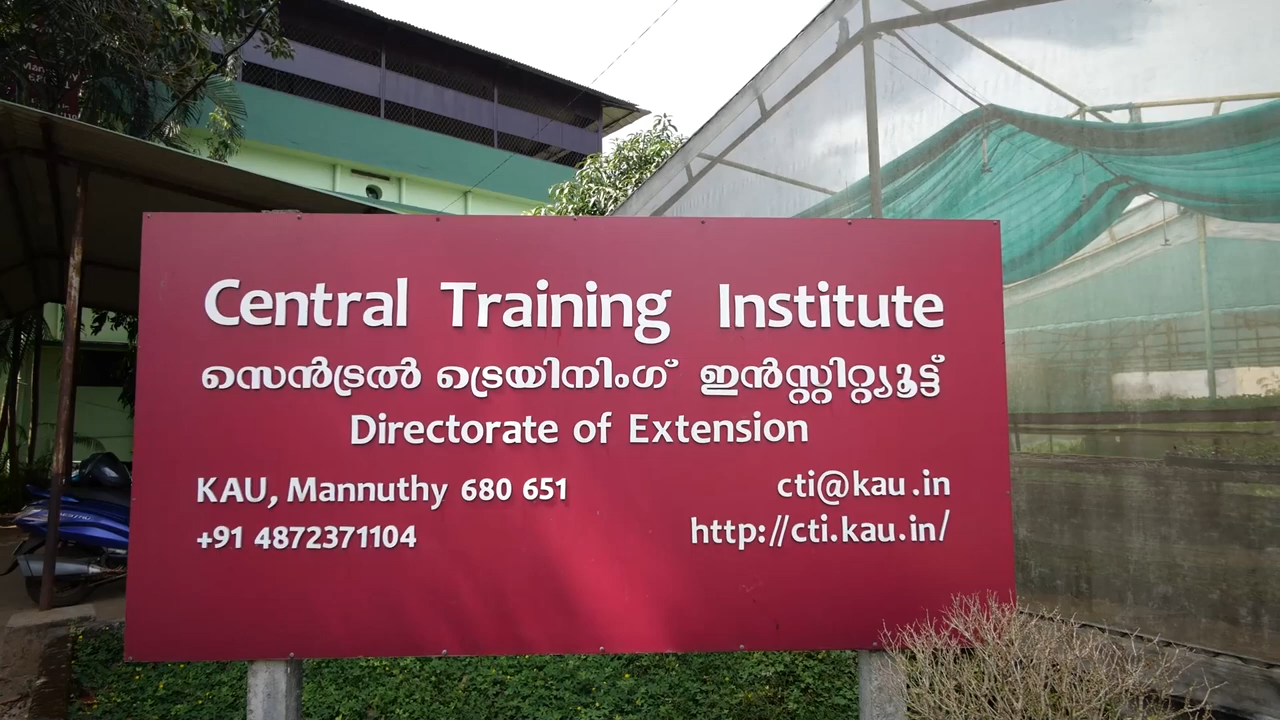 Central Training Institute
സെൻട്രൽ ട്രെയിനിംഗ് ഇൻസ്റ്റിറ്റ്യൂട്ട്
Directorate of Extension
KAU, Mannuthy 680 651
cti@kau.in
+91 4872371104
http://cti.kau.in/